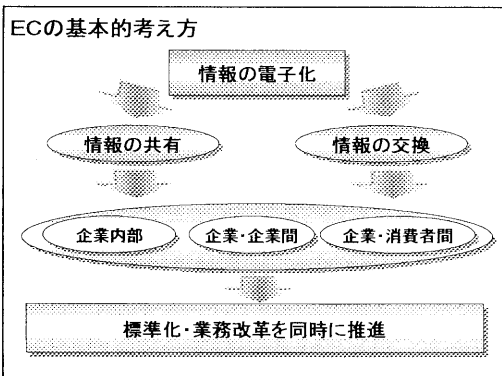 ECの基本的考え方
情報の電子化
情報の共有
情報の交換
企業内部
企業・企業間
企業・消費者間
標準化・業務改革を同時に推進